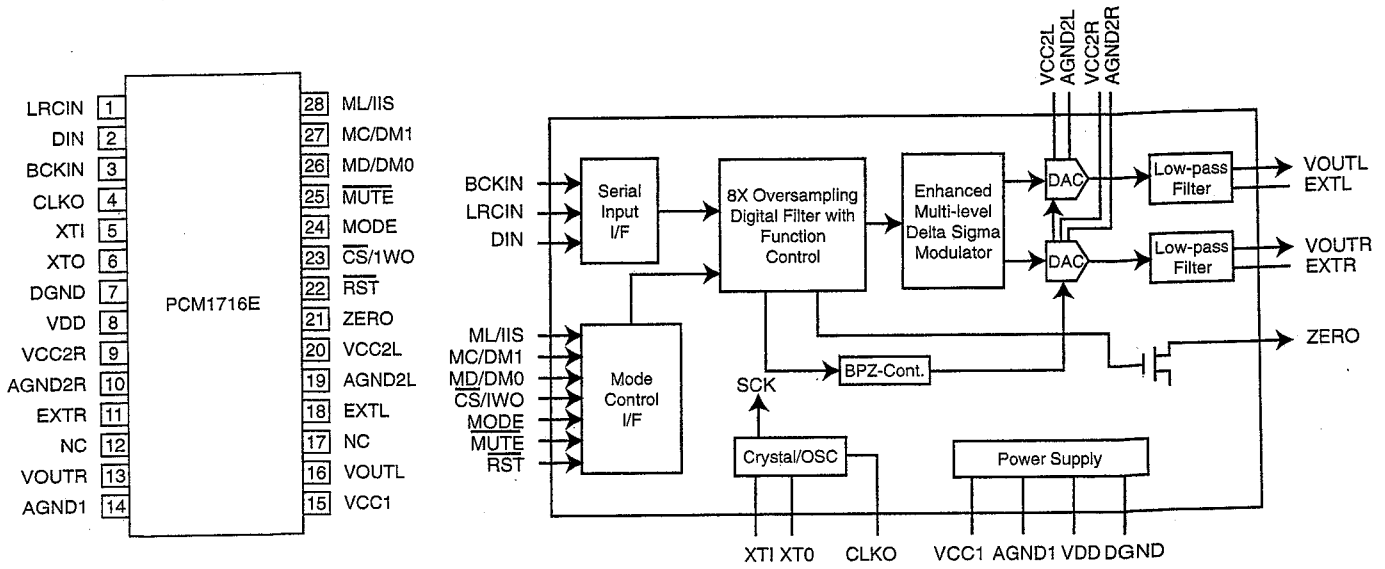 LRCIN 1
DIN 2
BCKIN 3
CLKO 4
XTI 5
XTO 6
DGND 7
VDD 8
VCC2R 9
AGND2R 10
EXTR 11
NC 12
VOUTR 13
AGND1 14
PCM1716E
28 ML/IIS
27 MC/DM1
26 MD/DM0
25 MUTE
24 MODE
23 CS/1WO
22 RST
21 ZERO
20 VCC2L
19 AGND2L
18 EXTL
17 NC
16 VOUTL
15 VCC1
VCC2L
AGND2L
VCC2R
AGND2R
BCKIN
LRCIN
DIN
Serial
Input
I/F
8X Oversampling
Digital Filter with
Function
Control
Enhanced
Multi-level
Delta Sigma
Modulator
DAC
DAC
Low-pass
Filter
Low-pass
Filter
VOUTL
EXTL
VOUTR
EXTR
ML/IIS
MC/DM1
MD/DM0
CS/IWO
MODE
MUTE
RST
Mode
Control
I/F
BPZ-Cont.
ZERO
SCK
Crystal/OSC
Power Supply
XTI XT0 CLKO VCC1 AGND1 VDD DGND